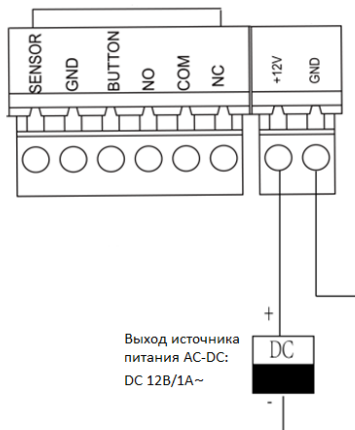 SENSOR
GND
BUTTON
NO
COM
NC
+12V
GND
+
DC
-
Выход источника
питания AC-DC:
DC 12В/1А~